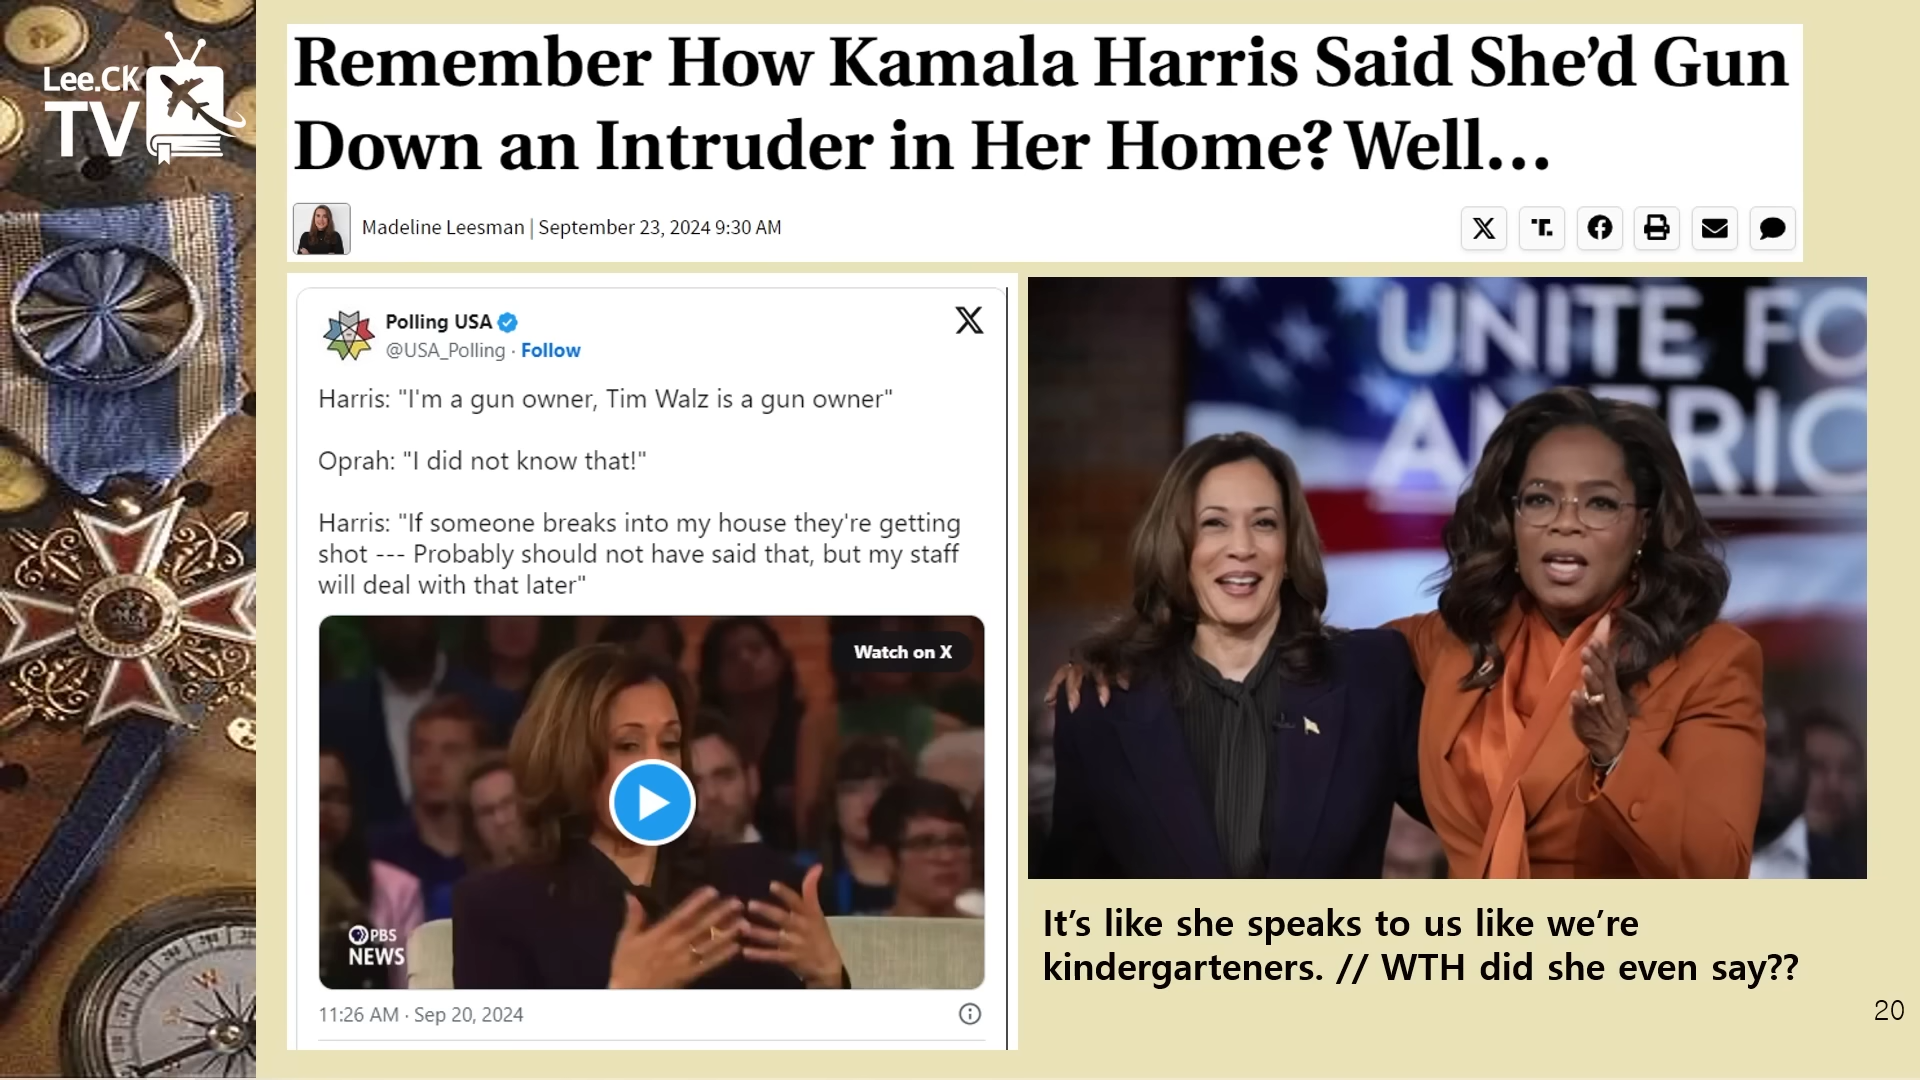 Lee.CK
TV
Remember How Kamala Harris Said She’d Gun
Down an Intruder in Her Home? Well...
Madeline Leesman | September 23, 2024 9:30 AM
T.
Polling USA
@USA_Polling · Follow
Harris: "I'm a gun owner, Tim Walz is a gun owner"
Oprah: "I did not know that!"
Harris: "If someone breaks into my house they're getting
shot --- Probably should not have said that, but my staff
will deal with that later"
Watch on X
PBS
NEWS
11:26 AM · Sep 20, 2024
UNITE FO
AMERIC
It’s like she speaks to us like we’re
kindergarteners. // WTH did she even say??
20